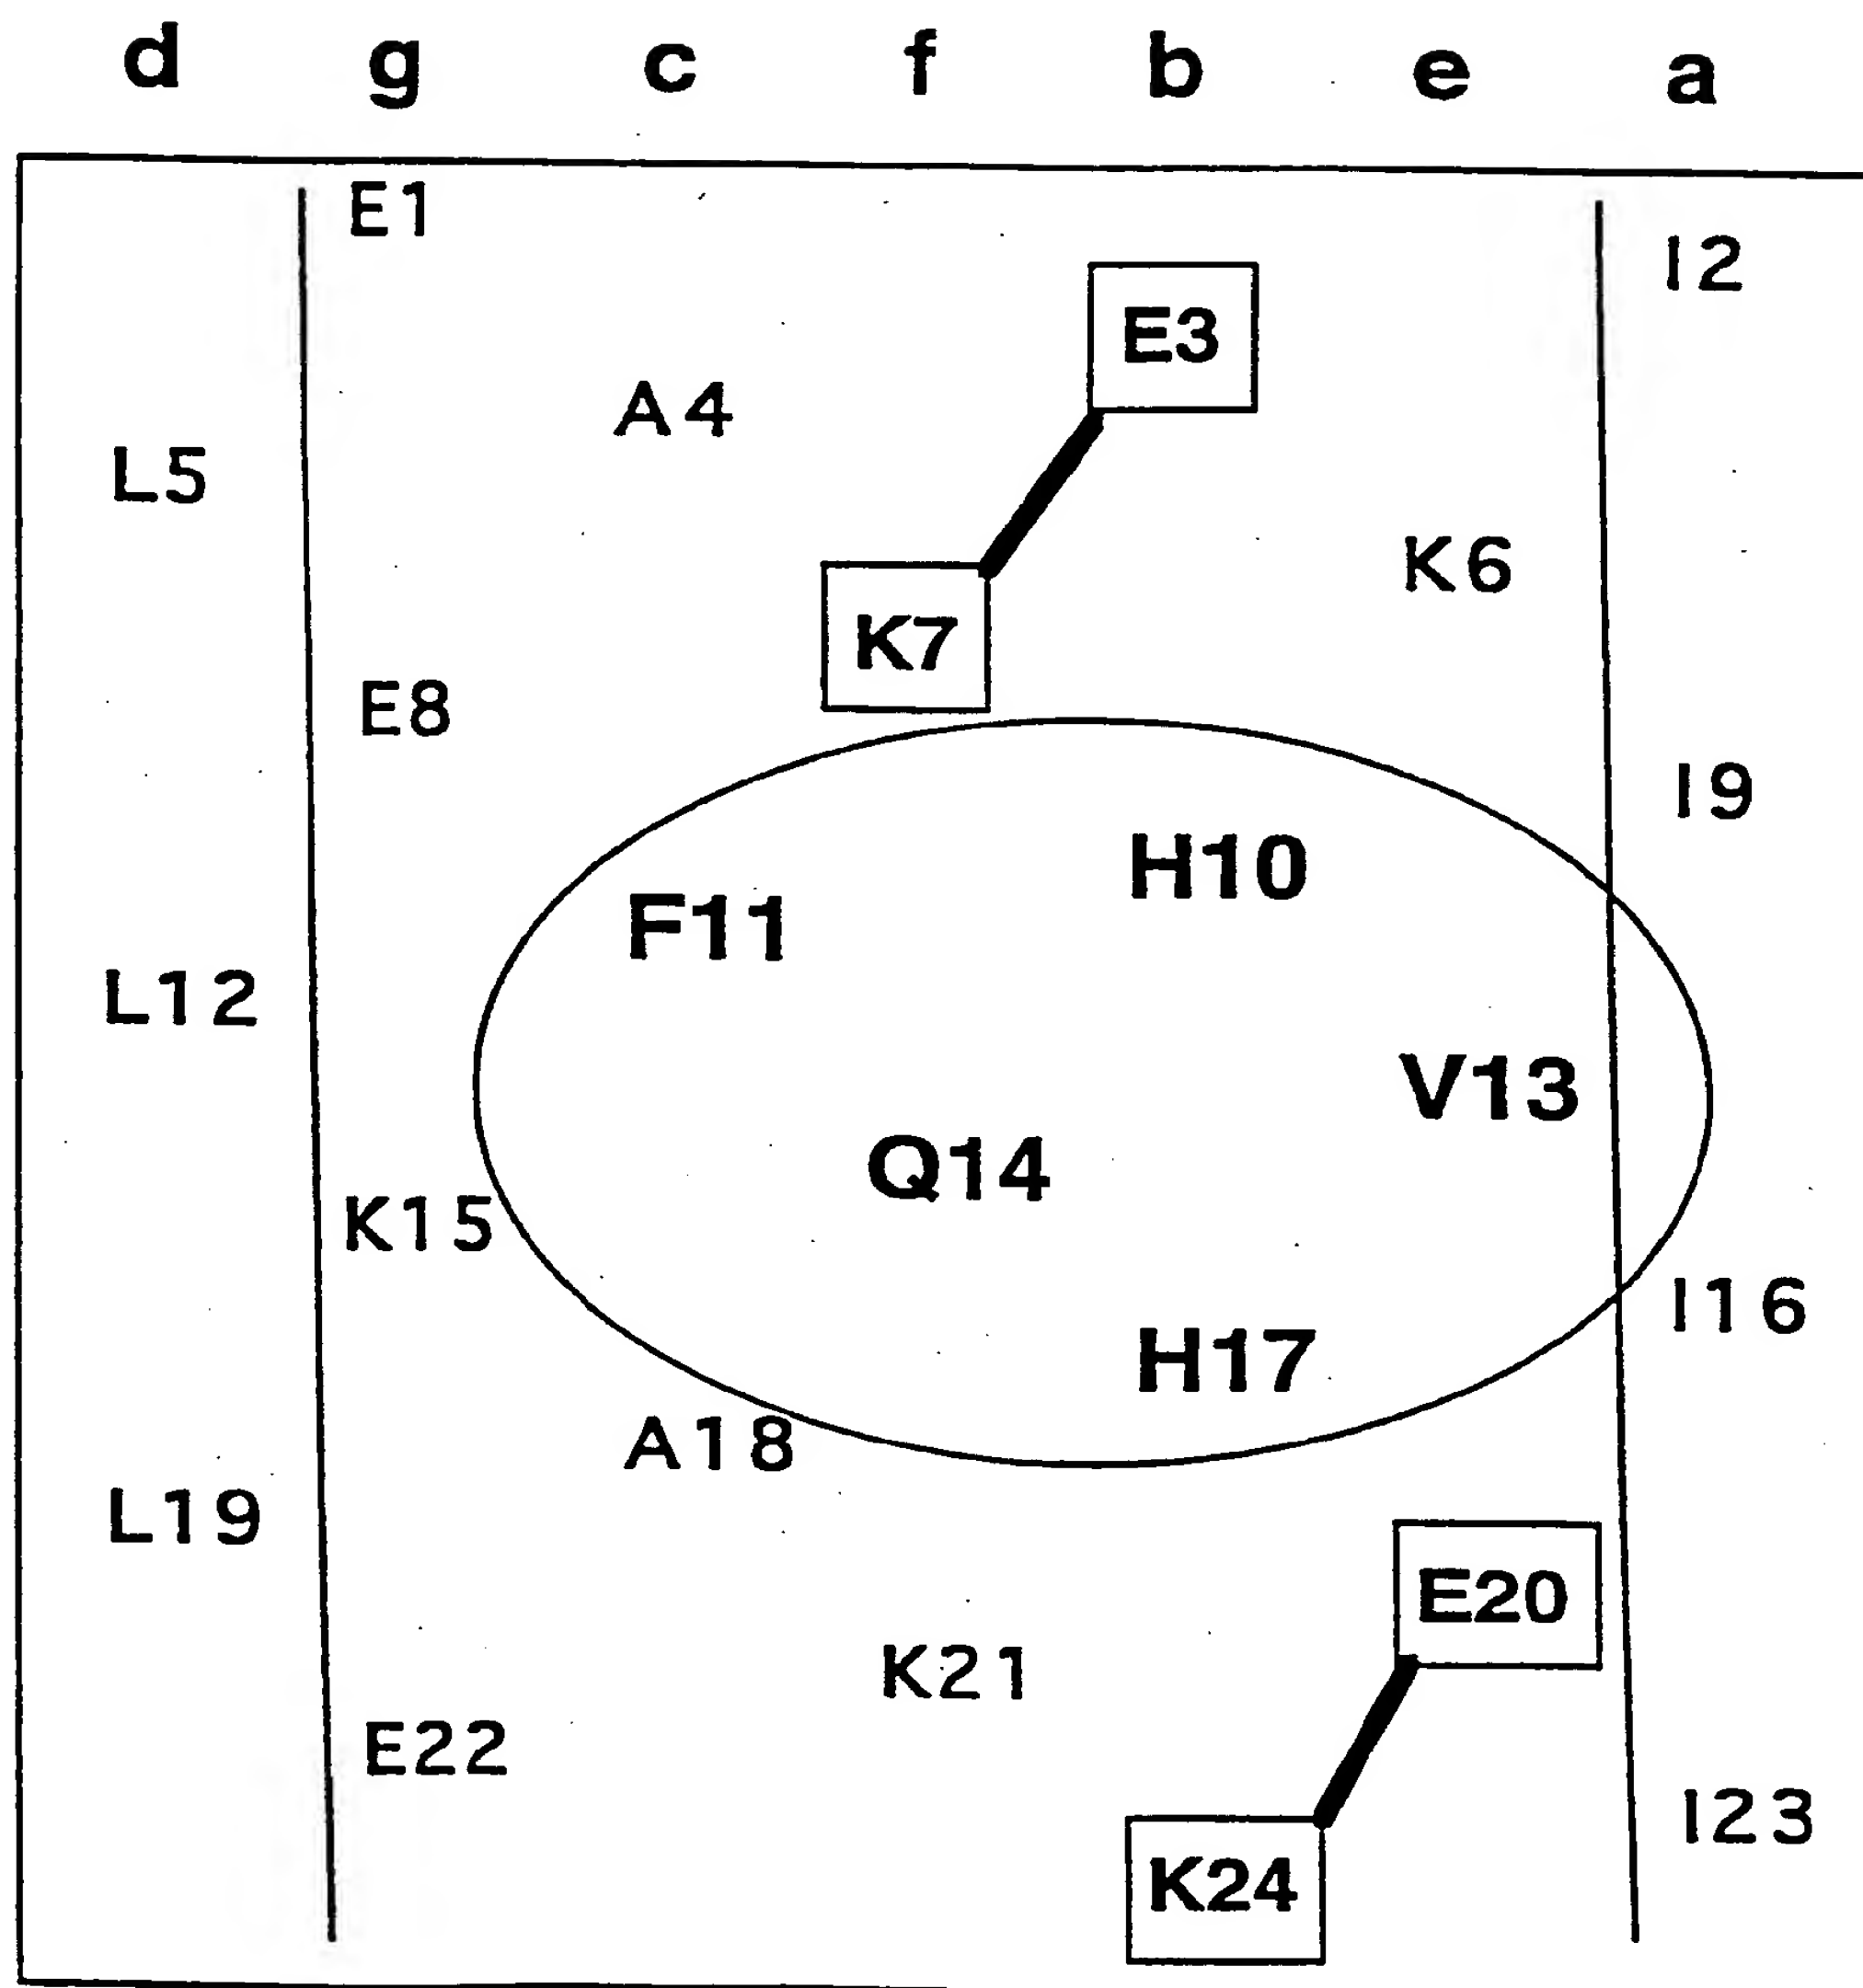 d g c f b e a
E1
I2
E3
A4
L5
K6
K7
E8
I9
H10
F11
L12
V13
Q14
K15
I16
H17
A18
L19
E20
K21
E22
I23
K24